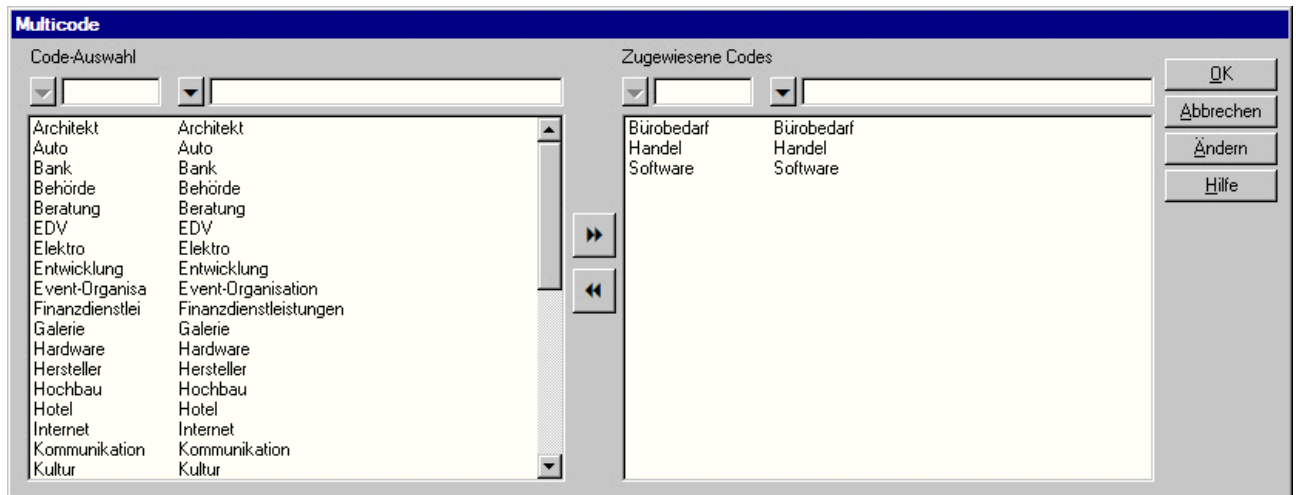 Multicode
Code-Auswahl
Architekt Architekt
Auto Auto
Bank Bank
Behörde Behörde
Beratung Beratung
EDV EDV
Elektro Elektro
Entwicklung Entwicklung
Event-Organisa Event-Organisation
Finanzdienstlei Finanzdienstleistungen
Galerie Galerie
Hardware Hardware
Hersteller Hersteller
Hochbau Hochbau
Hotel Hotel
Internet Internet
Kommunikation Kommunikation
Kultur Kultur
Zugewiesene Codes
Bürobedarf Bürobedarf
Handel Handel
Software Software
OK
Abbrechen
Ändern
Hilfe